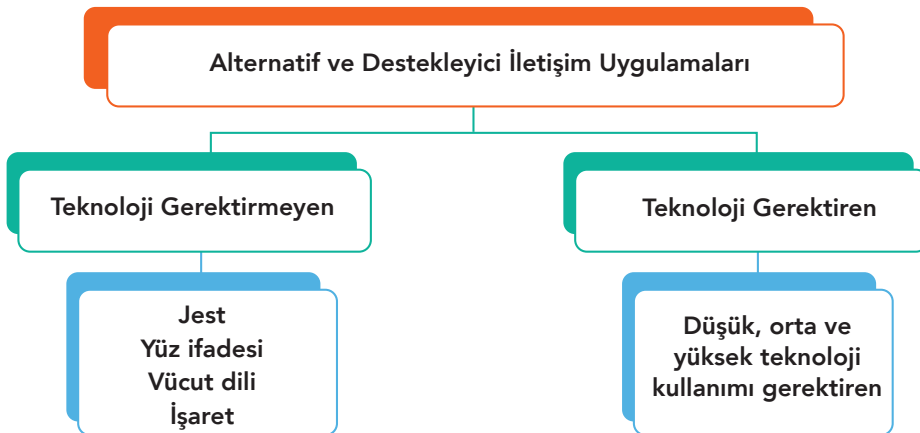 Alternatif ve Destekleyici İletişim Uygulamaları
Teknoloji Gerektirmeyen
Teknoloji Gerektiren
Jest
Yüz ifadesi
Vücut dili
İşaret
Düşük, orta ve
yüksek teknoloji
kullanımı gerektiren